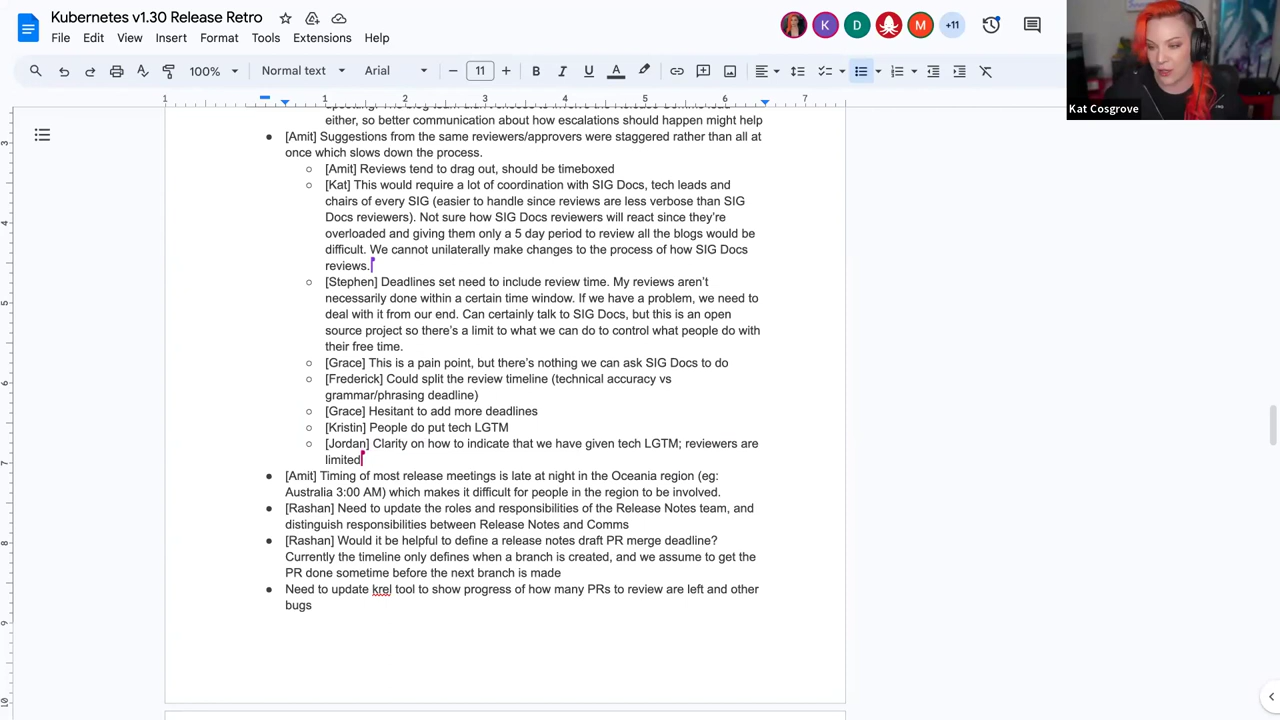 Kubernetes v1.30 Release Retro
K
D
M
+11
File Edit View Insert Format Tools Extensions Help
100% Normal text Arial 11
B I U A
Kat Cosgrove
1 1 2 3 4 5 6 7
either, so better communication about how escalations should happen might help
[Amit] Suggestions from the same reviewers/approvers were staggered rather than all at
once which slows down the process.
[Amit] Reviews tend to drag out, should be timeboxed
[Kat] This would require a lot of coordination with SIG Docs, tech leads and
chairs of every SIG (easier to handle since reviews are less verbose than SIG
Docs reviewers). Not sure how SIG Docs reviewers will react since they're
overloaded and giving them only a 5 day period to review all the blogs would be
difficult. We cannot unilaterally make changes to the process of how SIG Docs
reviews.
[Stephen] Deadlines set need to include review time. My reviews aren't
necessarily done within a certain time window. If we have a problem, we need to
deal with it from our end. Can certainly talk to SIG Docs, but this is an open
source project so there's a limit to what we can do to control what people do with
their free time.
[Grace] This is a pain point, but there's nothing we can ask SIG Docs to do
[Frederick] Could split the review timeline (technical accuracy vs
grammar/phrasing deadline)
[Grace] Hesitant to add more deadlines
[Kristin] People do put tech LGTM
[Jordan] Clarity on how to indicate that we have given tech LGTM; reviewers are
limited
[Amit] Timing of most release meetings is late at night in the Oceania region (eg:
Australia 3:00 AM) which makes it difficult for people in the region to be involved.
[Rashan] Need to update the roles and responsibilities of the Release Notes team, and
distinguish responsibilities between Release Notes and Comms
[Rashan] Would it be helpful to define a release notes draft PR merge deadline?
Currently the timeline only defines when a branch is created, and we assume to get the
PR done sometime before the next branch is made
Need to update krel tool to show progress of how many PRs to review are left and other
bugs
3
4
5
6
7
8
9
10